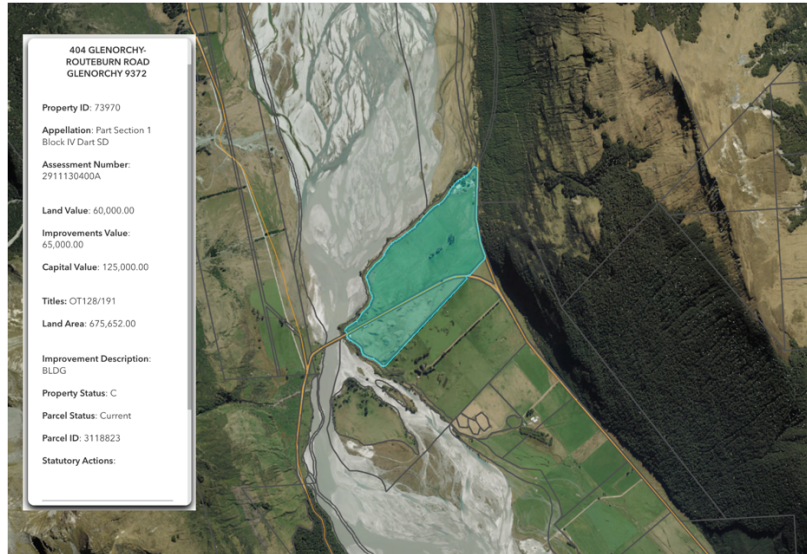 404 GLENORCHY-
ROUTEBURN ROAD
GLENORCHY 9372
Property ID: 73970
Appellation: Part Section 1
Block IV Dart SD
Assessment Number:
2911130400A
Land Value: 60,000.00
Improvements Value:
65,000.00
Capital Value: 125,000.00
Titles: OT128/191
Land Area: 675,652.00
Improvement Description:
BLDG
Property Status: C
Parcel Status: Current
Parcel ID: 3118823
Statutory Actions: